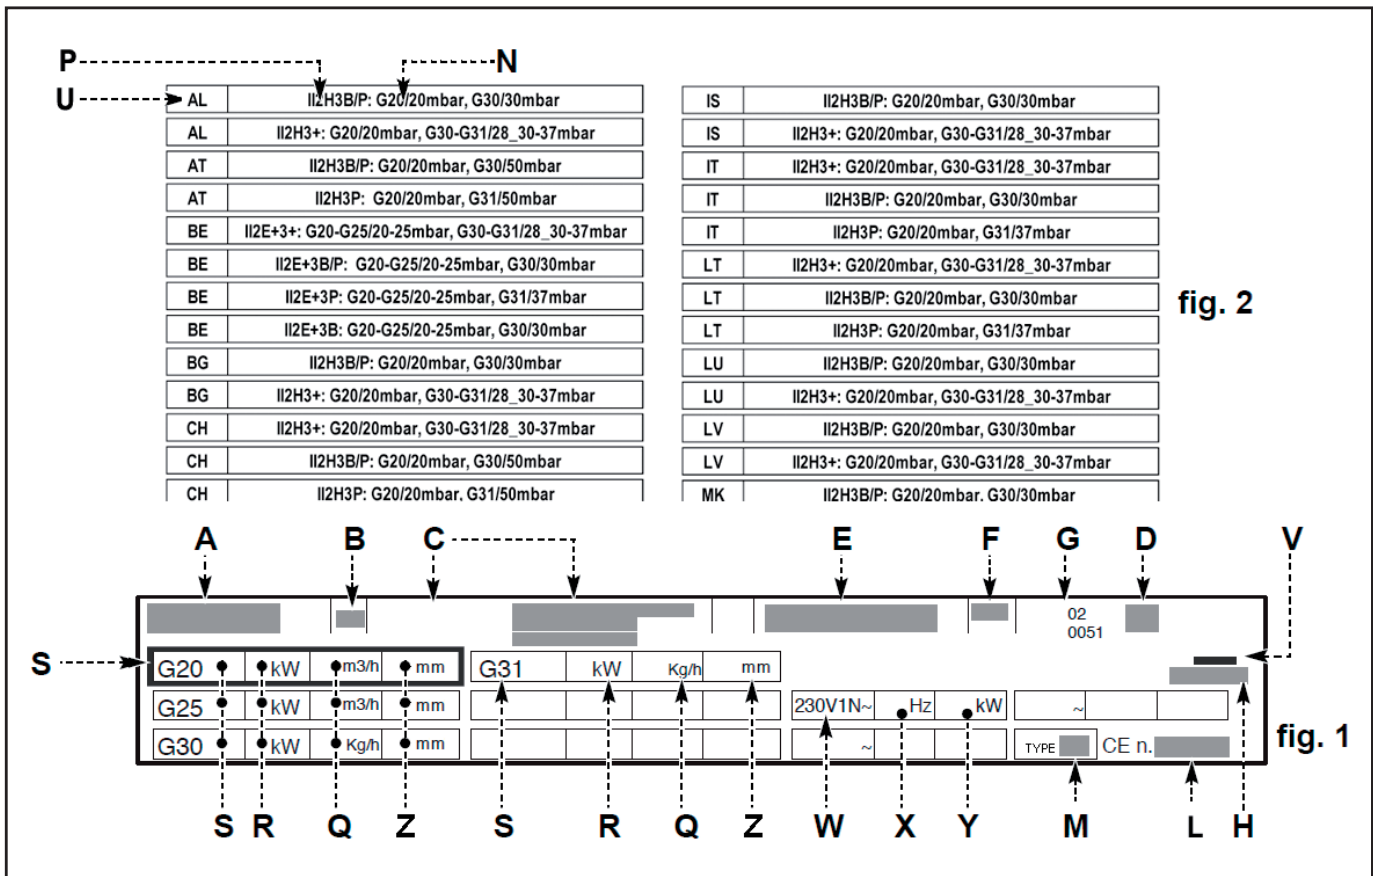 P N
U AL II2H3B/P: G20/20mbar, G30/30mbar
AL II2H3+: G20/20mbar, G30-G31/28_30-37mbar
AT II2H3B/P: G20/20mbar, G30/50mbar
AT II2H3P: G20/20mbar, G31/50mbar
BE II2E+3+: G20-G25/20-25mbar, G30-G31/28_30-37mbar
BE II2E+3B/P: G20-G25/20-25mbar, G30/30mbar
BE II2E+3P: G20-G25/20-25mbar, G31/37mbar
BE II2E+3B: G20-G25/20-25mbar, G30/30mbar
BG II2H3B/P: G20/20mbar, G30/30mbar
BG II2H3+: G20/20mbar, G30-G31/28_30-37mbar
CH II2H3+: G20/20mbar, G30-G31/28_30-37mbar
CH II2H3B/P: G20/20mbar, G30/50mbar
CH II2H3P: G20/20mbar, G31/50mbar
IS II2H3B/P: G20/20mbar, G30/30mbar
IS II2H3+: G20/20mbar, G30-G31/28_30-37mbar
IT II2H3+: G20/20mbar, G30-G31/28_30-37mbar
IT II2H3B/P: G20/20mbar, G30/30mbar
IT II2H3P: G20/20mbar, G31/37mbar
LT II2H3+: G20/20mbar, G30-G31/28_30-37mbar
LT II2H3B/P: G20/20mbar, G30/30mbar
LT II2H3P: G20/20mbar, G31/37mbar
LU II2H3B/P: G20/20mbar, G30/30mbar
LU II2H3+: G20/20mbar, G30-G31/28_30-37mbar
LV II2H3B/P: G20/20mbar, G30/30mbar
LV II2H3+: G20/20mbar, G30-G31/28_30-37mbar
MK II2H3B/P: G20/20mbar, G30/30mbar
fig. 2
A B C E F G D V
02
0051
S G20 kW m3/h mm G31 kW Kg/h mm
G25 kW m3/h mm 230V1N~ Hz kW ~
G30 kW Kg/h mm ~ TYPE CE n.
fig. 1
S R Q Z S R Q Z W X Y M L H